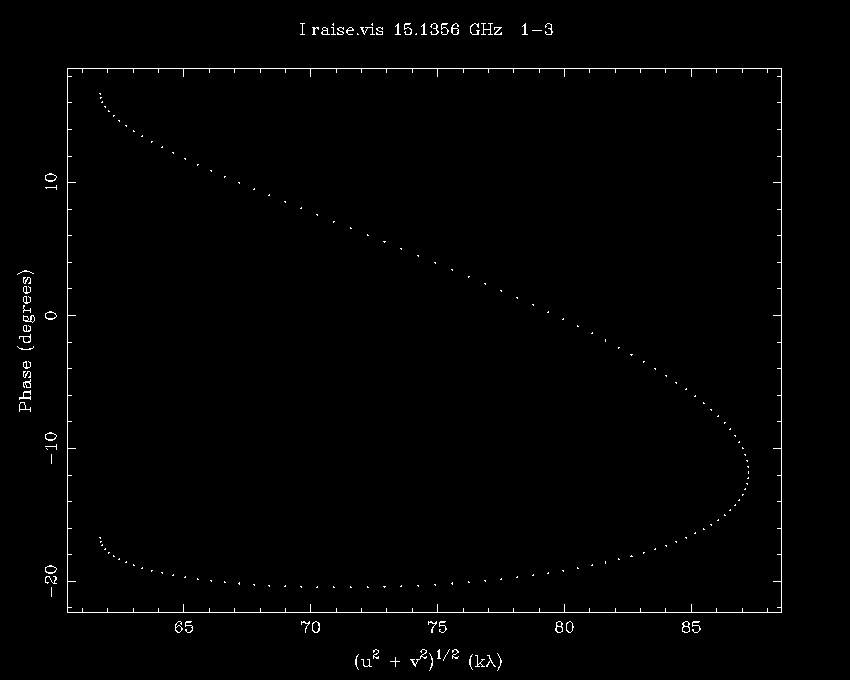 I raise.vis 15.1356 GHz 1−3
10
0
−10
−20
Phase (degrees)
65 70 75 80 85
(u² + v²)¹/² (kλ)